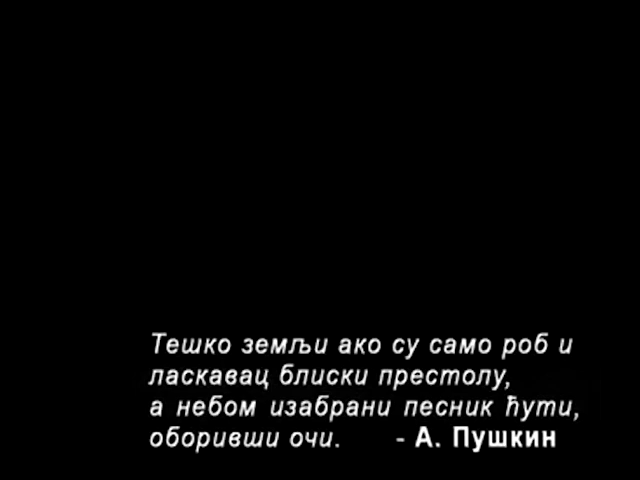 Тешко земљи ако су само роб и
ласкавац блиски престолу,
а небом изабрани песник ћути,
оборивши очи. - А. Пушкин